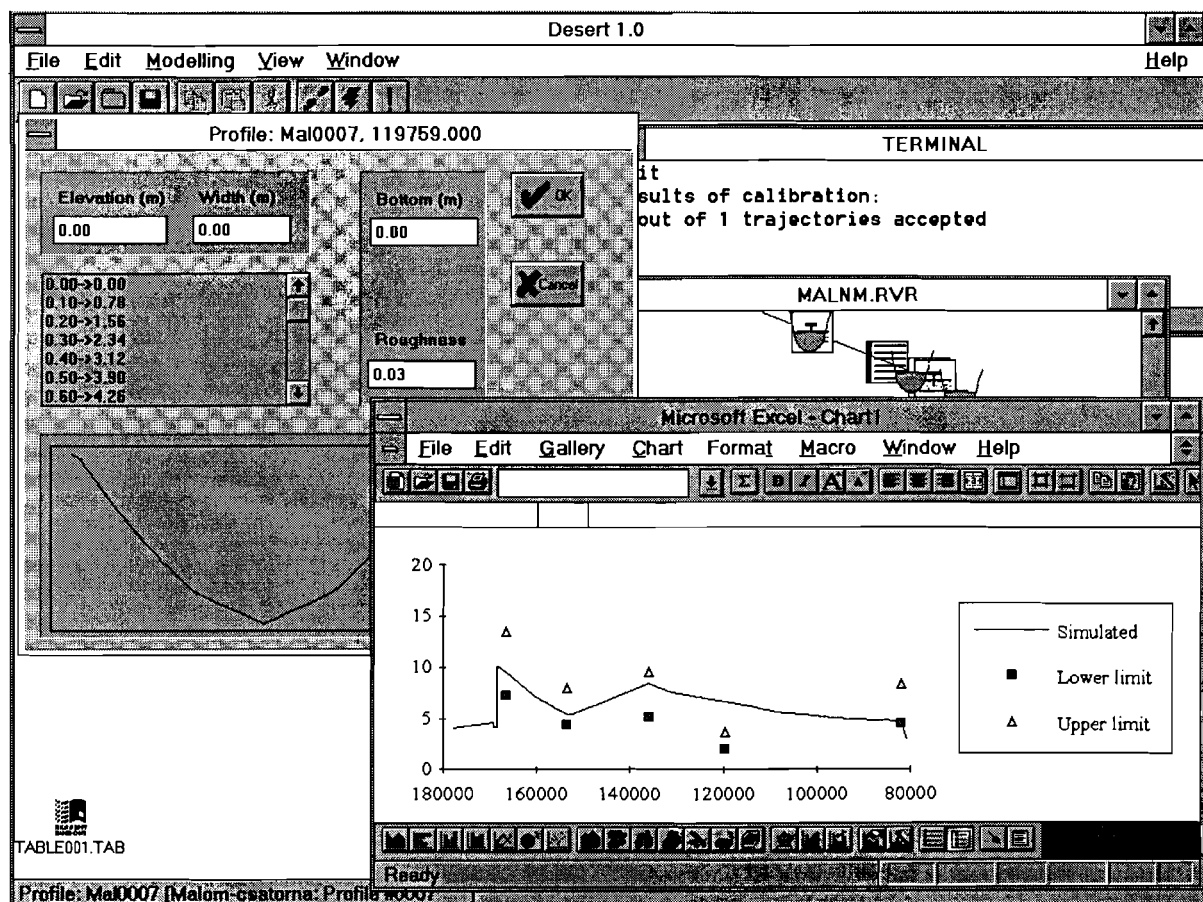 Desert 1.0
File Edit Modelling View Window Help
Profile: Mal0007, 119759.000
Elevation (m) Width (m)
0.00 0.00
Bottom (m)
0.00
OK
Cancel
0.00->0.00
0.10->0.78
0.20->1.56
0.30->2.34
0.40->3.12
0.50->3.90
0.60->4.26
Roughness
0.03
TERMINAL
it
sults of calibration:
out of 1 trajectories accepted
MALNM.RVR
Microsoft Excel - Chart1
File Edit Gallery Chart Format Macro Window Help
Σ B I A A
20
15
10
5
0
180000 160000 140000 120000 100000 80000
Simulated
Lower limit
Upper limit
Ready
TABLE001.TAB
Profile: Mal0007 [Malom-csatorna: Profile #0007